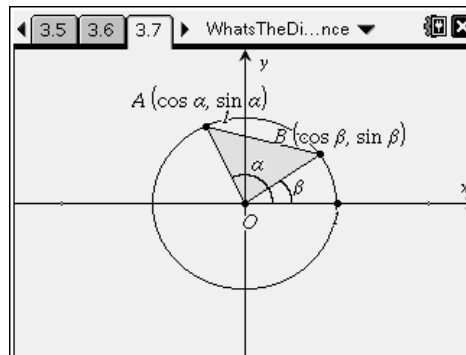 3.5 3.6 3.7 WhatsTheDi...nce
y
A (cos α, sin α)
1
B (cos β, sin β)
α
β
x
O
1